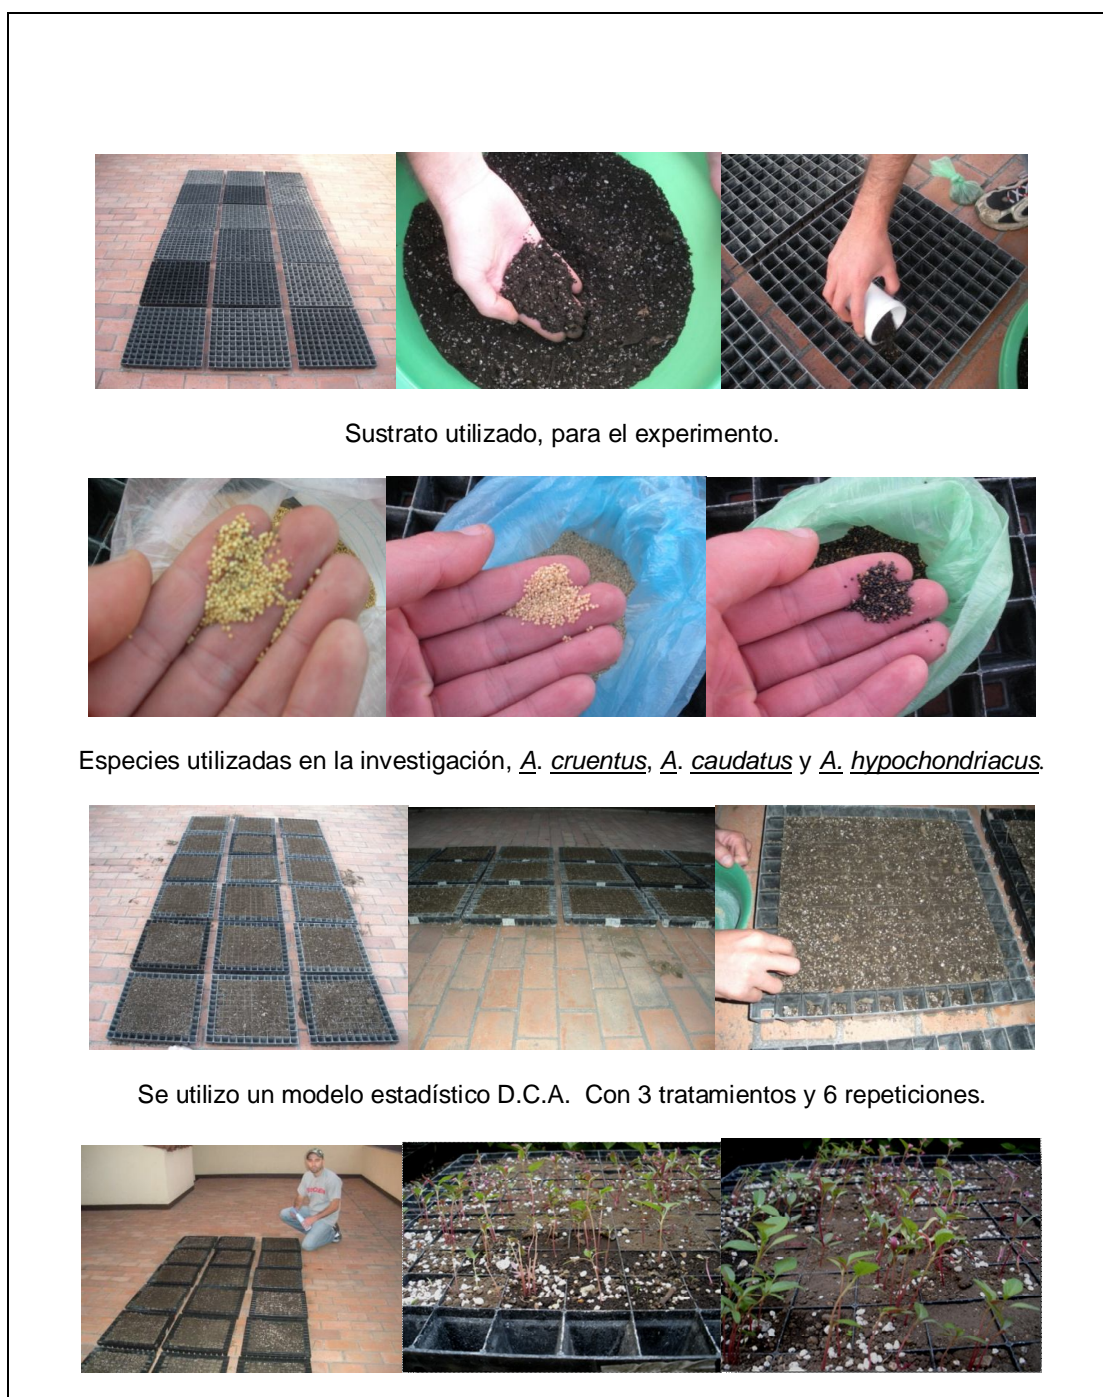 Sustrato utilizado, para el experimento.
Especies utilizadas en la investigación, A. cruentus, A. caudatus y A. hypochondriacus.
Se utilizo un modelo estadístico D.C.A.  Con 3 tratamientos y 6 repeticiones.